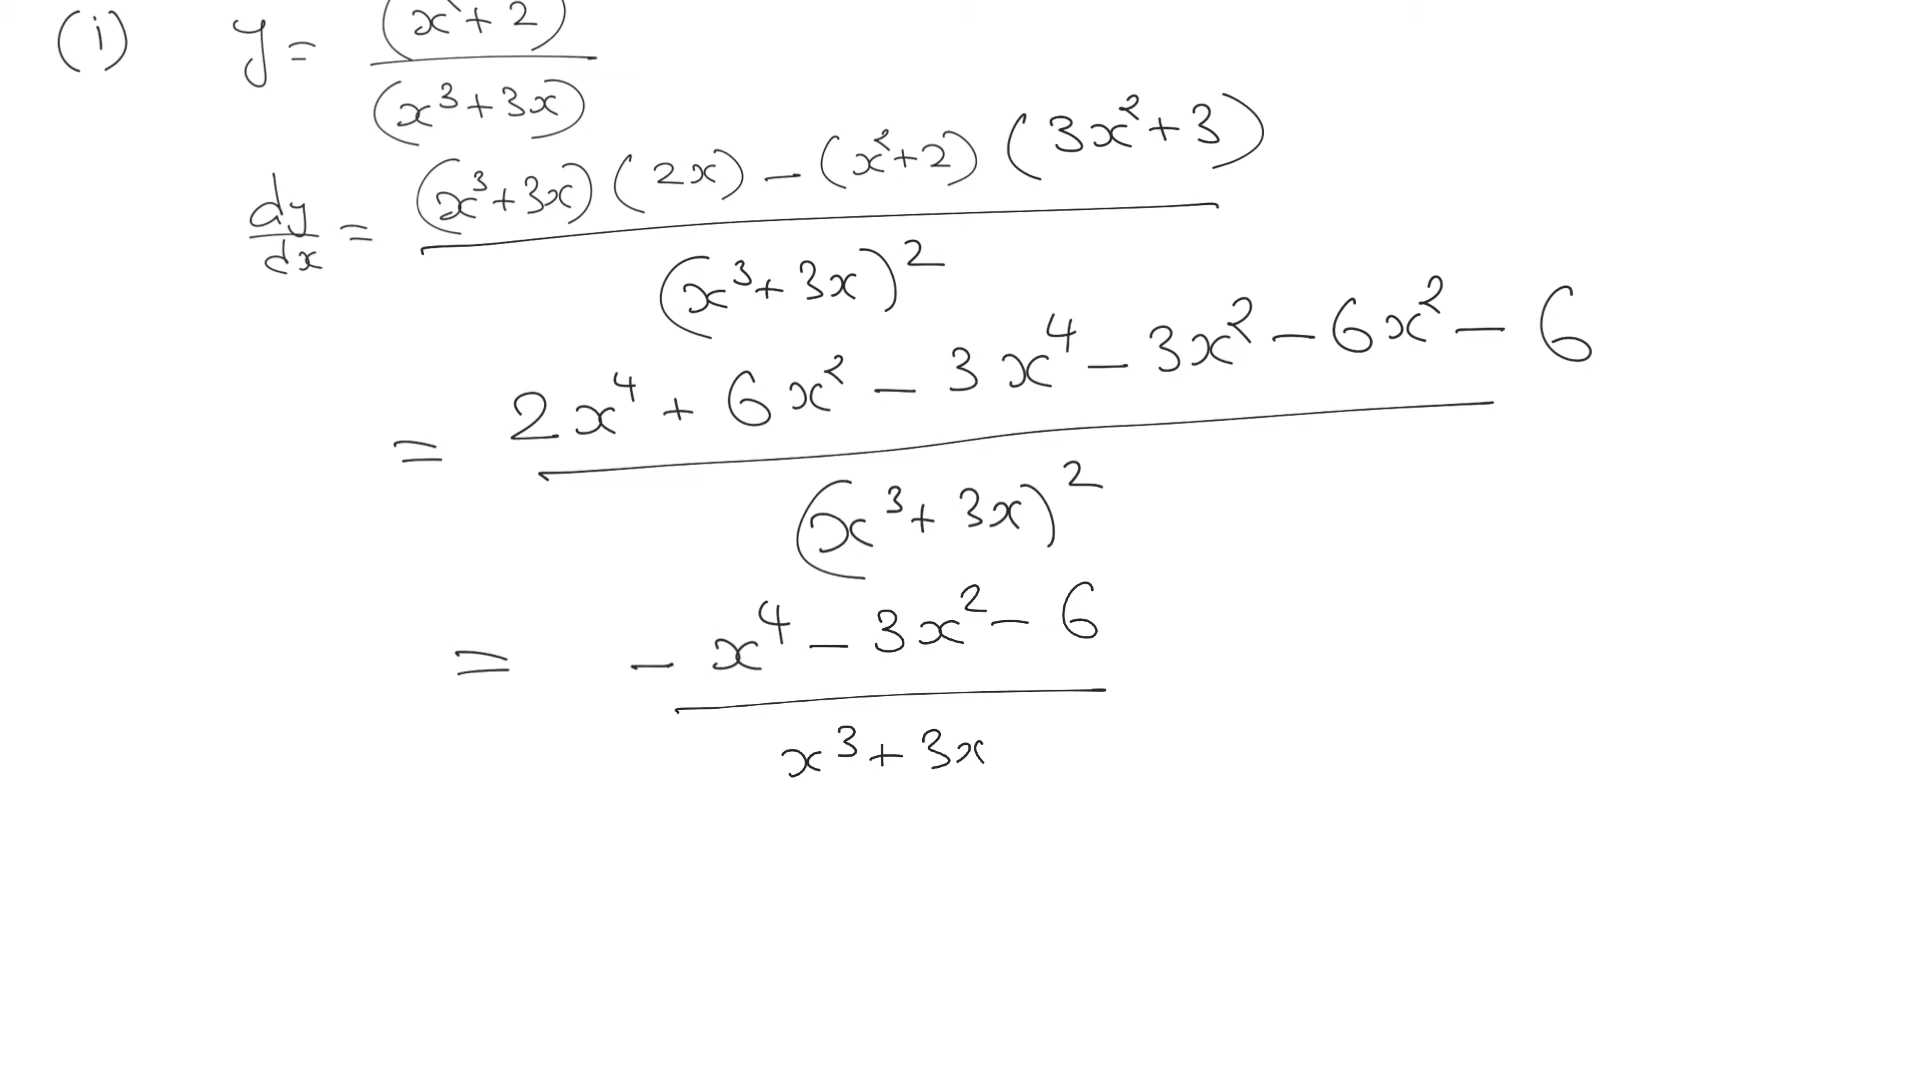 (i) y = (x²+2) / (x³+3x)
dy/dx = (x³+3x)(2x) − (x²+2)(3x²+3) / (x³+3x)²
= 2x⁴ + 6x² − 3x⁴ − 3x² − 6x² − 6 / (x³+3x)²
= −x⁴ − 3x² − 6 / x³+3x